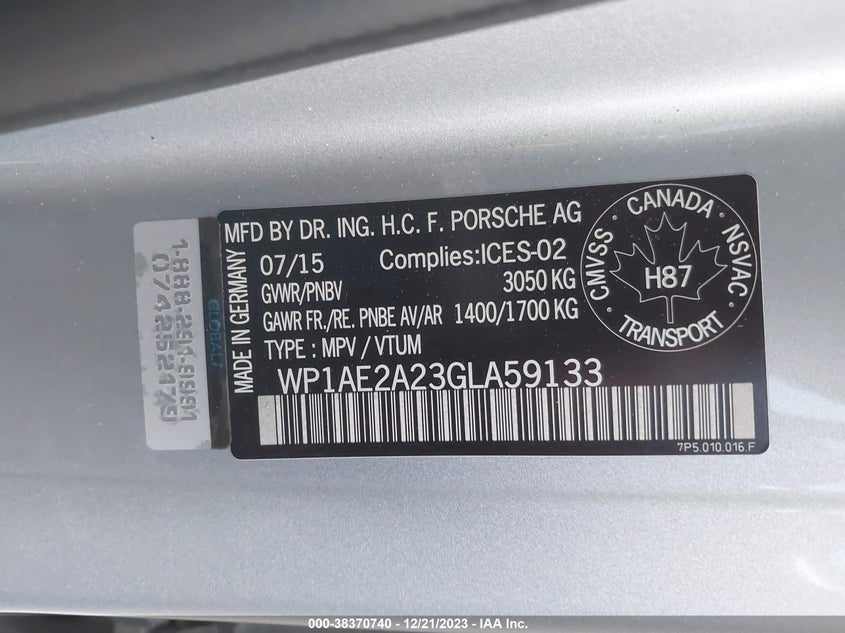 MFD BY DR. ING. H.C. F. PORSCHE AG
MADE IN GERMANY
07/15 Complies:ICES-02
GVWR/PNBV 3050 KG
GAWR FR./RE. PNBE AV/AR 1400/1700 KG
TYPE : MPV / VTUM
WP1AE2A23GLA59133
7P5.010.016.F
CANADA
CMVSS · NSVAC
H87
TRANSPORT
GLOBALI
000-38370740 - 12/21/2023 - IAA Inc.